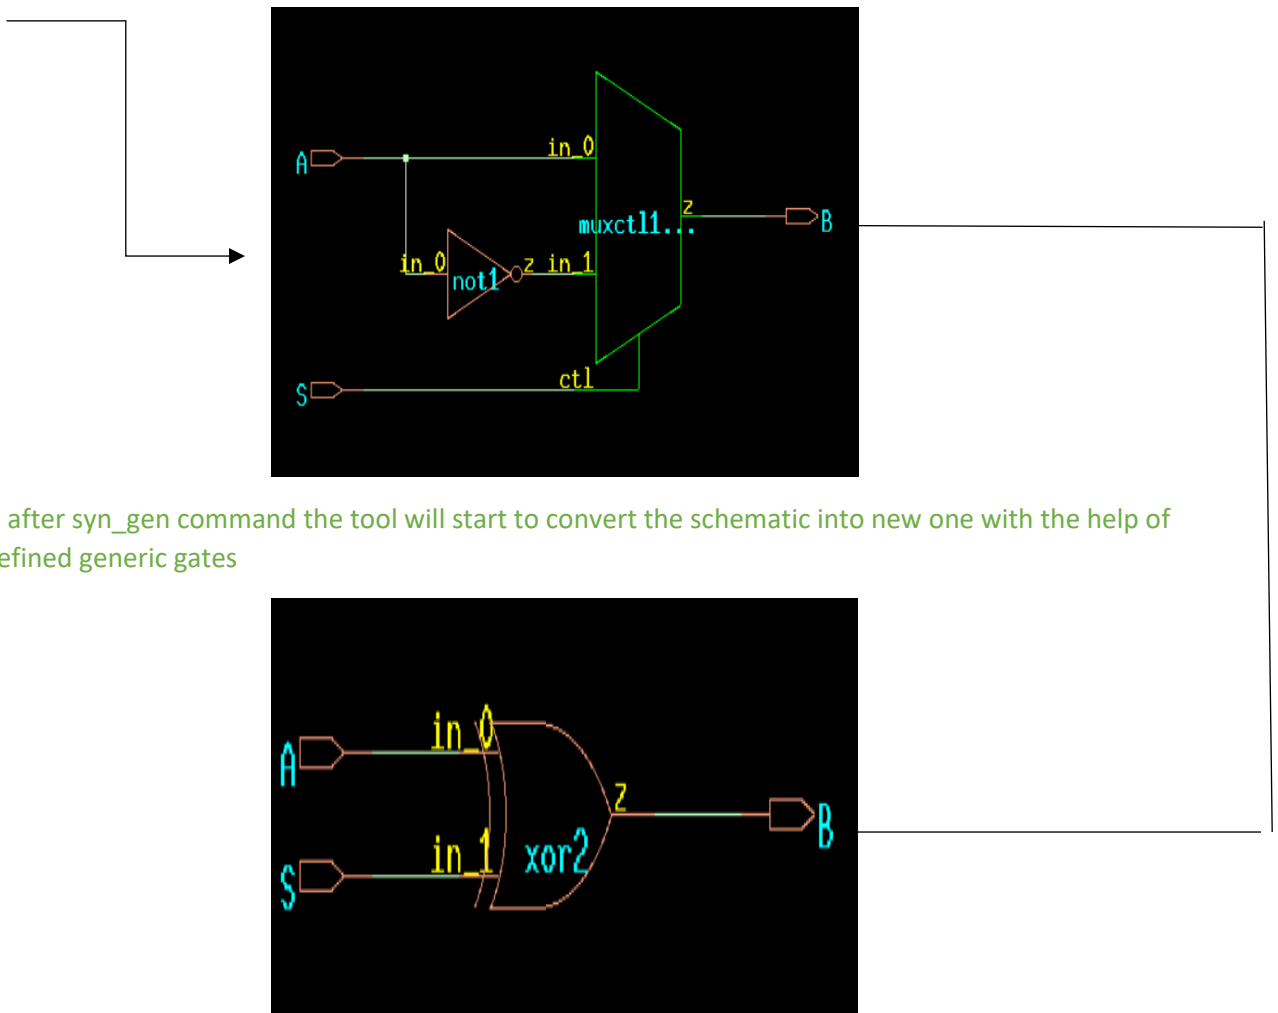 in_0
A
z
muxctl1...
B
in_0
z
in_1
not1
ctl
S
after syn_gen command the tool will start to convert the schematic into new one with the help of
efined generic gates
in_0
A
z
B
in_1
xor2
S